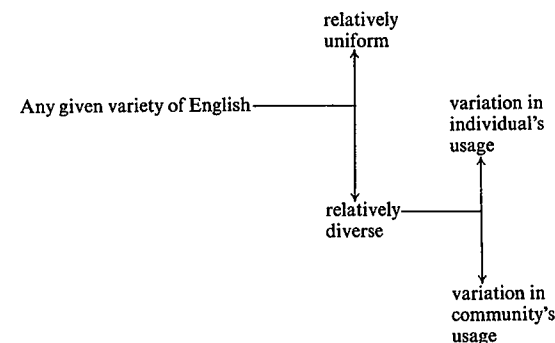 relatively
uniform
Any given variety of English
variation in
individual's
usage
relatively
diverse
variation in
community's
usage